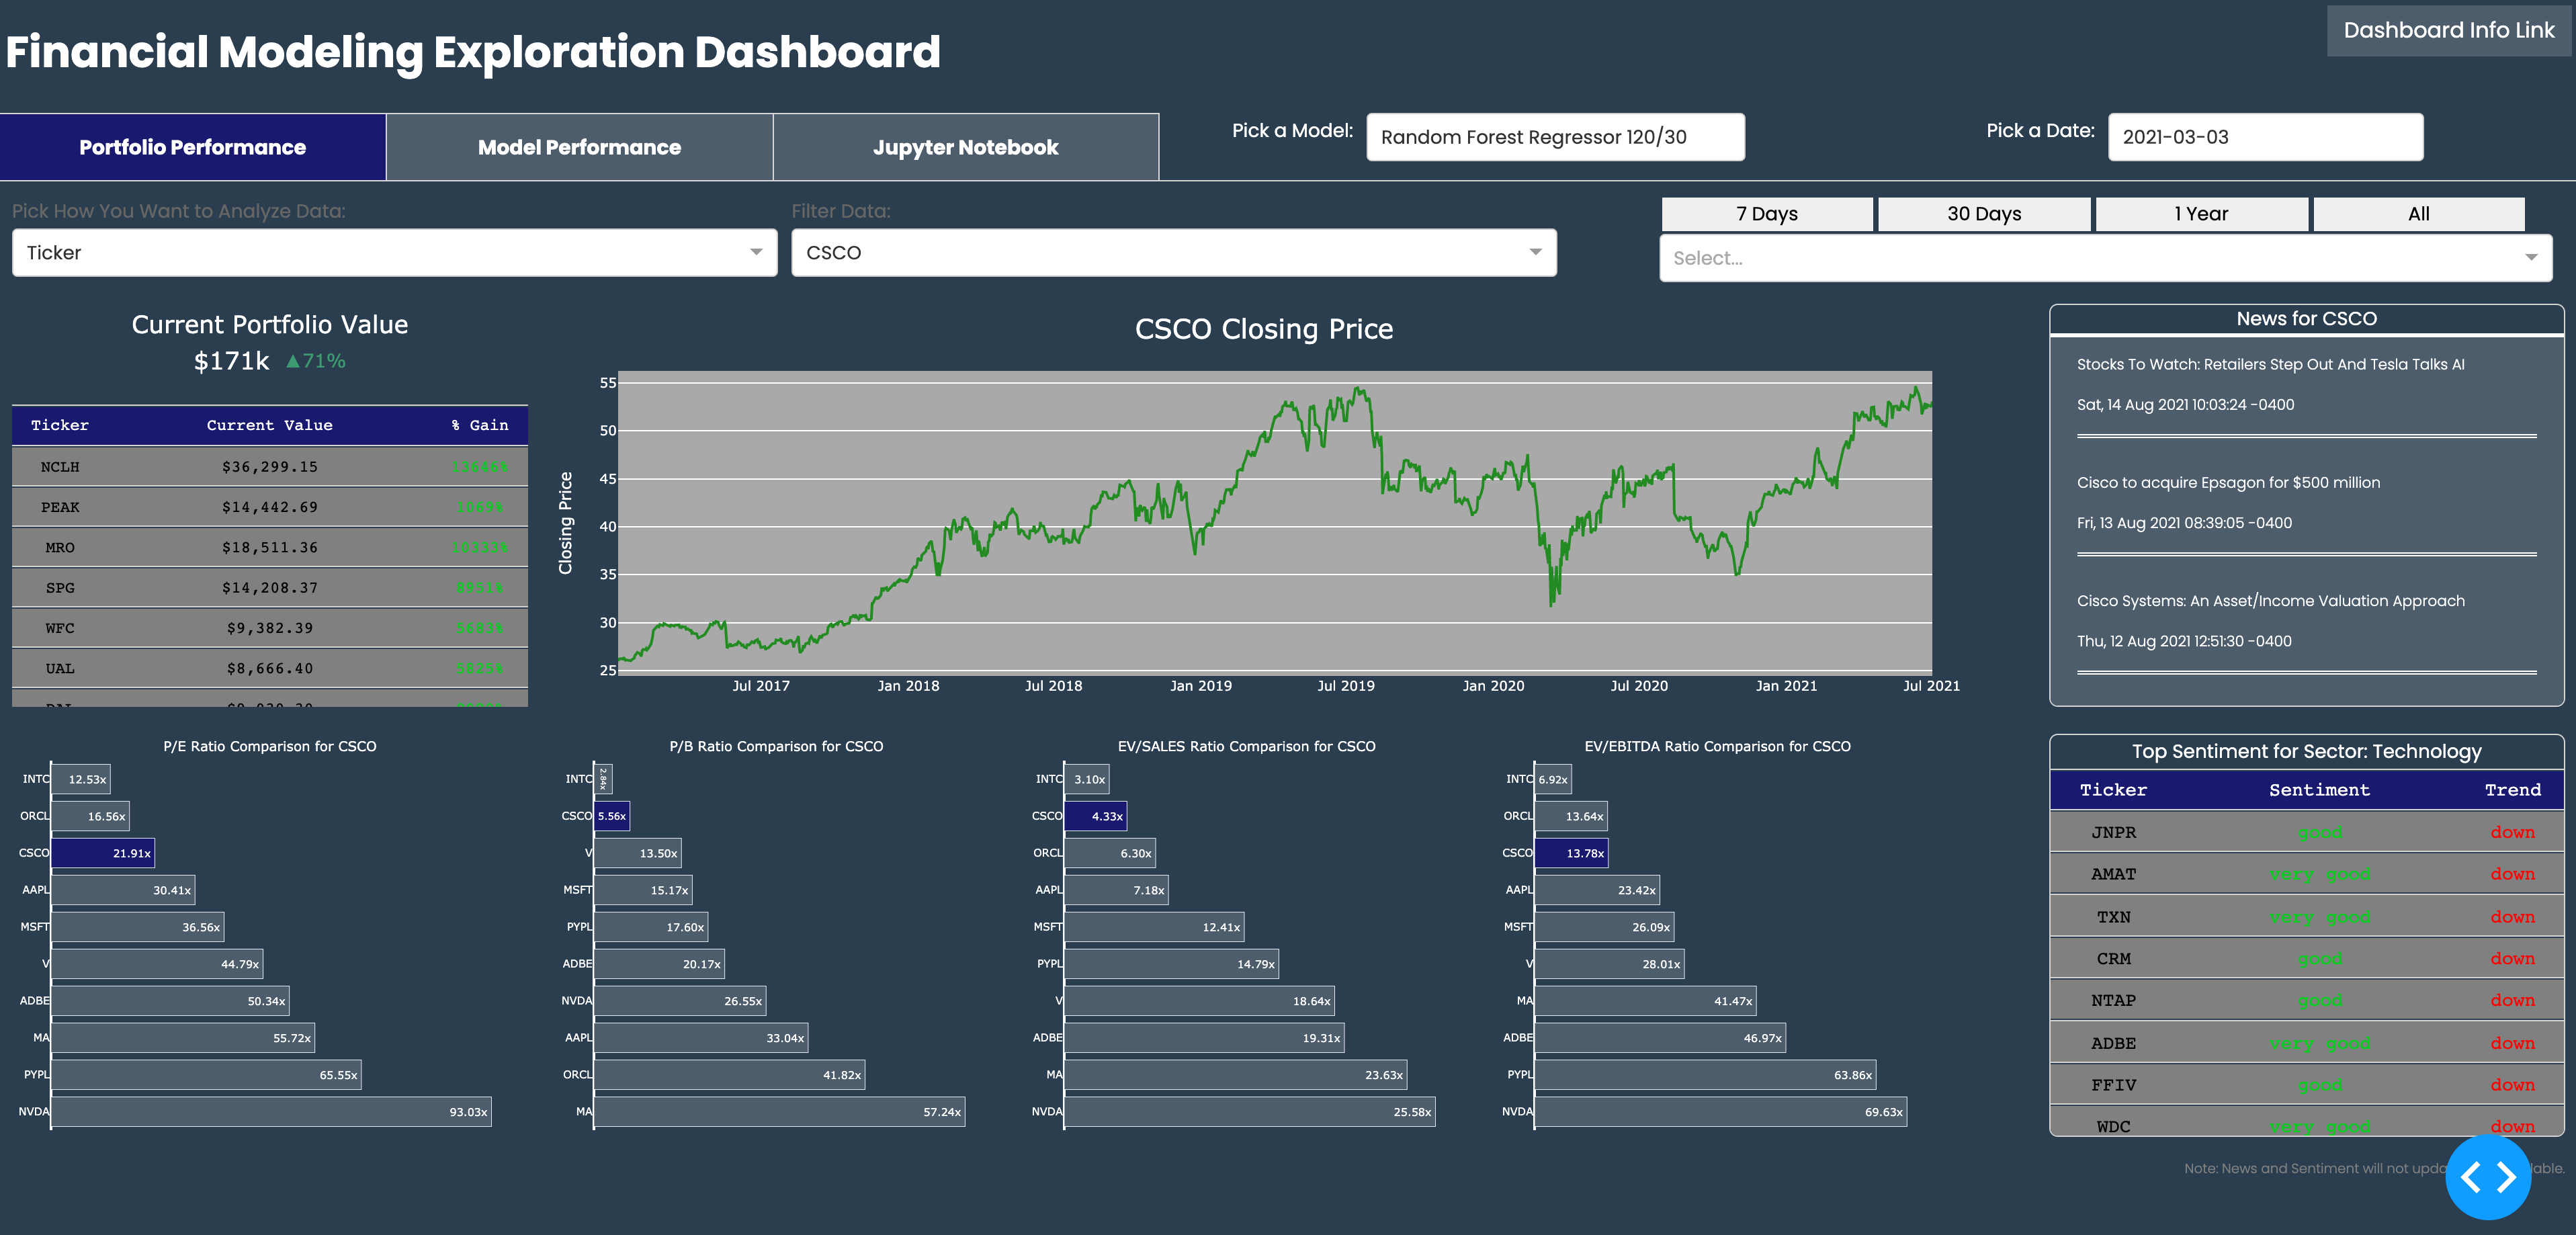 Financial Modeling Exploration Dashboard
Dashboard Info Link
Portfolio Performance
Model Performance
Jupyter Notebook
Pick a Model:
Random Forest Regressor 120/30
Pick a Date:
2021-03-03
Pick How You Want to Analyze Data:
Ticker
Filter Data:
CSCO
7 Days
30 Days
1 Year
All
Select...
Current Portfolio Value
$171k ▲71%
Ticker Current Value % Gain
NCLH $36,299.15 13646%
PEAK $14,442.69 1069%
MRO $18,511.36 10333%
SPG $14,208.37 8951%
WFC $9,382.39 5683%
UAL $8,666.40 5825%
CSCO Closing Price
Closing Price
55
50
45
40
35
30
25
Jul 2017
Jan 2018
Jul 2018
Jan 2019
Jul 2019
Jan 2020
Jul 2020
Jan 2021
Jul 2021
News for CSCO
Stocks To Watch: Retailers Step Out And Tesla Talks AI
Sat, 14 Aug 2021 10:03:24 -0400
Cisco to acquire Epsagon for $500 million
Fri, 13 Aug 2021 08:39:05 -0400
Cisco Systems: An Asset/Income Valuation Approach
Thu, 12 Aug 2021 12:51:30 -0400
P/E Ratio Comparison for CSCO
INTC 12.53x
ORCL 16.56x
CSCO 21.91x
AAPL 30.41x
MSFT 36.56x
V 44.79x
ADBE 50.34x
MA 55.72x
PYPL 65.55x
NVDA 93.03x
P/B Ratio Comparison for CSCO
INTC 2.84x
CSCO 5.56x
V 13.50x
MSFT 15.17x
PYPL 17.60x
ADBE 20.17x
NVDA 26.55x
AAPL 33.04x
ORCL 41.82x
MA 57.24x
EV/SALES Ratio Comparison for CSCO
INTC 3.10x
CSCO 4.33x
ORCL 6.30x
AAPL 7.18x
MSFT 12.41x
PYPL 14.79x
V 18.64x
ADBE 19.31x
MA 23.63x
NVDA 25.58x
EV/EBITDA Ratio Comparison for CSCO
INTC 6.92x
ORCL 13.64x
CSCO 13.78x
AAPL 23.42x
MSFT 26.09x
V 28.01x
MA 41.47x
ADBE 46.97x
PYPL 63.86x
NVDA 69.63x
Top Sentiment for Sector: Technology
Ticker Sentiment Trend
JNPR good down
AMAT very good down
TXN very good down
CRM good down
NTAP good down
ADBE very good down
FFIV good down
WDC very good down
Note: News and Sentiment will not